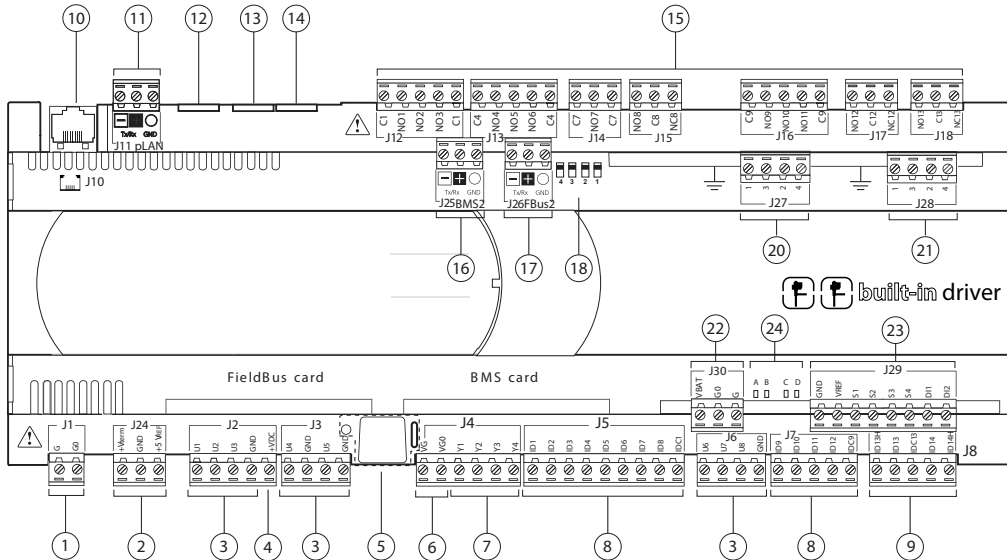 10 11 12 13 14 15
Tx/Rx GND
J11 pLAN
J10
C1 NO1 NO2 NO3 C1
J12
C4 NO4 NO5 NO6 C4
J13
C7 NO7 C7
J14
NO8 C8 NC8
J15
C9 NO9 NO10 NO11 C9
J16
NO12 C12 NC12
J17
NO13 C13 NC13
J18
Tx/Rx GND
J25 BMS2
Tx/Rx GND
J26 FBus2
4 3 2 1
1 3 2 4
J27
1 3 2 4
J28
16 17 18 20 21
built-in driver
22 24 23
FieldBus card
BMS card
J30
VBAT G0 G
A B C D
J29
GND VREF S1 S2 S3 S4 DI1 DI2
J1
G G0
J24
+Vterm GND +5 VREF
J2
U1 U2 U3 GND +VDC
J3
U4 GND U5 GND
J4
VG VG0 Y1 Y2 Y3 Y4
J5
ID1 ID2 ID3 ID4 ID5 ID6 ID7 ID8 IDC1
J6
U6 U7 U8 GND
J7
ID9 ID10 ID11 ID12 IDC9
ID13H ID13 IDC13 ID14 ID14H
J8
1 2 3 4 3 5 6 7 8 3 8 9